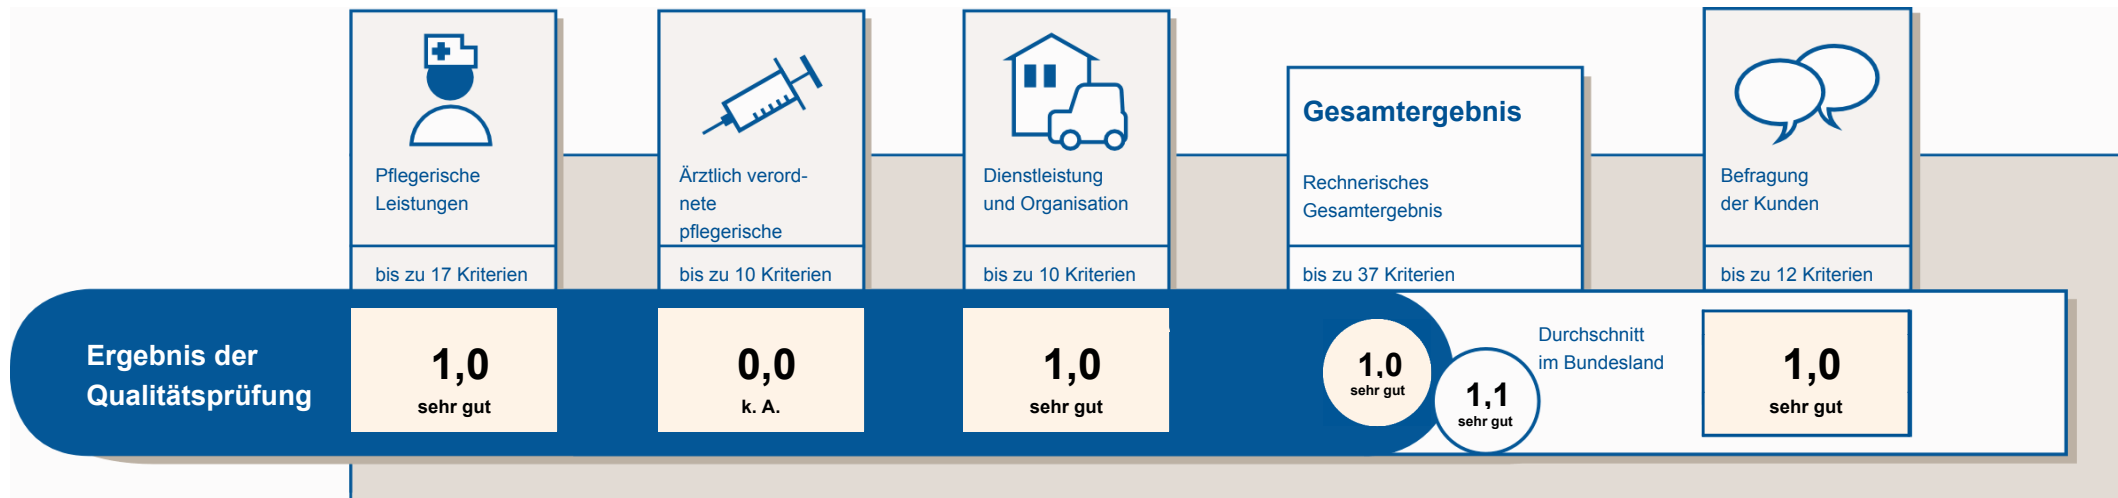 Pflegerische
Leistungen
bis zu 17 Kriterien
Ärztlich verord-
nete
pflegerische
bis zu 10 Kriterien
Dienstleistung
und Organisation
bis zu 10 Kriterien
Gesamtergebnis
Rechnerisches
Gesamtergebnis
bis zu 37 Kriterien
Befragung
der Kunden
bis zu 12 Kriterien
Ergebnis der
Qualitätsprüfung
1,0
sehr gut
0,0
k. A.
1,0
sehr gut
1,0
sehr gut
1,1
sehr gut
Durchschnitt
im Bundesland
1,0
sehr gut